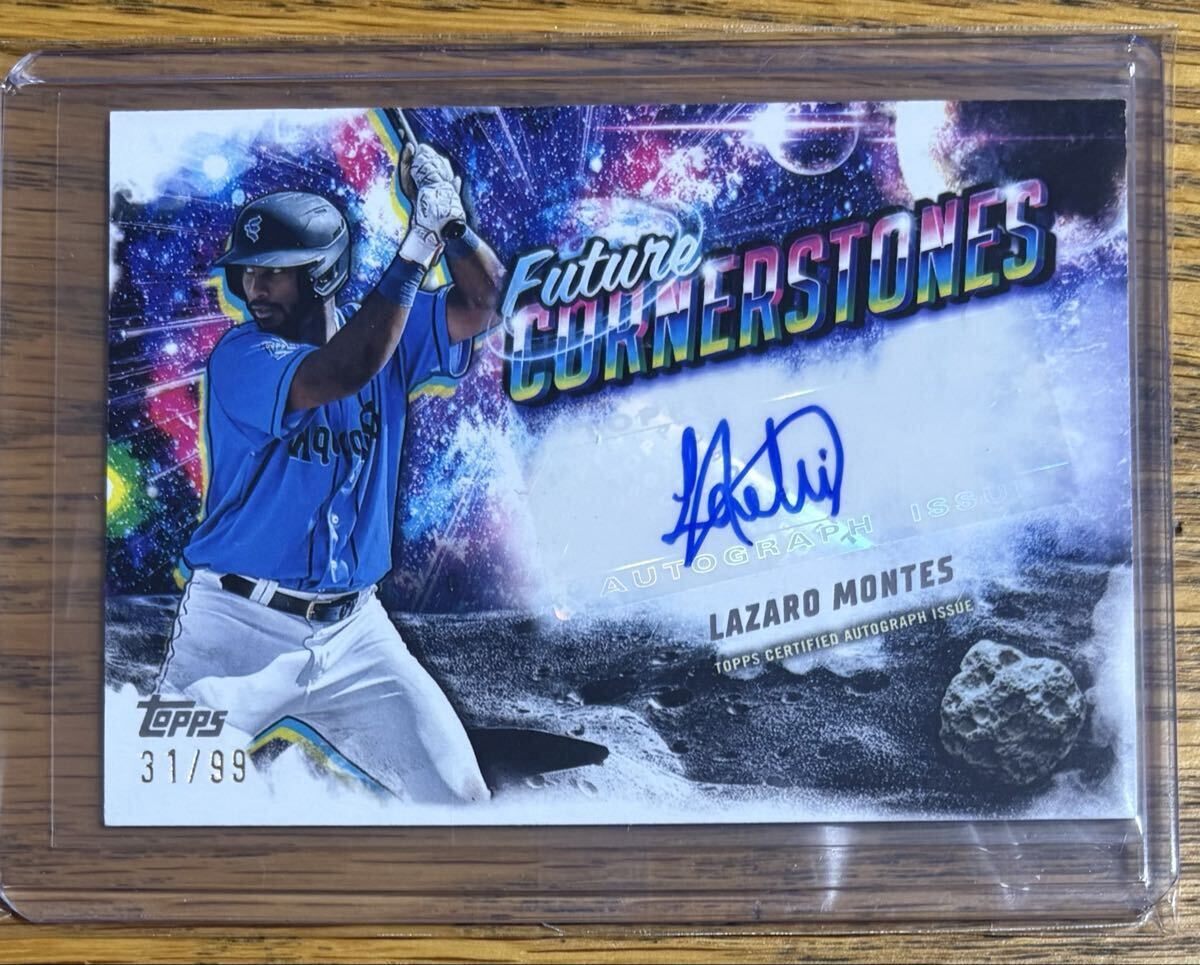 Future
CORNERSTONES
AUTOGRAPH ISSUE
LAZARO MONTES
TOPPS CERTIFIED AUTOGRAPH ISSUE
Topps
31/99